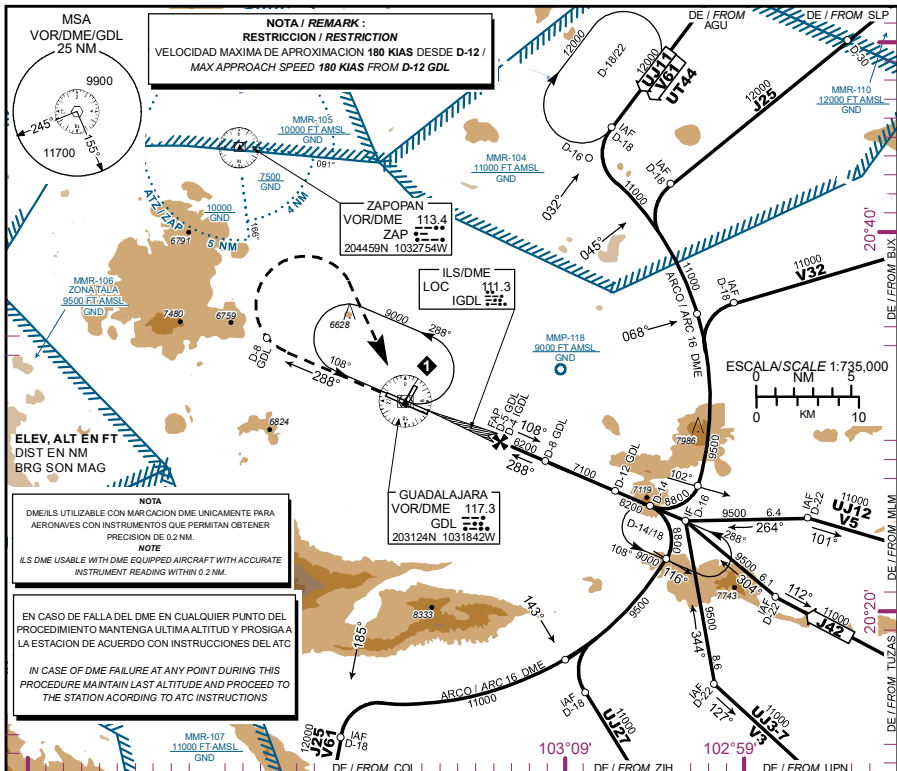 MSA
VOR/DME/GDL
25 NM
9900
245°
155°
11700
NOTA / REMARK :
RESTRICCION / RESTRICTION
VELOCIDAD MAXIMA DE APROXIMACION 180 KIAS DESDE D-12 /
MAX APPROACH SPEED 180 KIAS FROM D-12 GDL
DE / FROM
AGU
DE / FROM SLP
12000
D-18/22
12000
UJ11
V61
UT44
12000
J25
D-30
MMR-110
12000 FT AMSL
GND
MMR-105
10000 FT AMSL
GND
091°
7500
GND
10000
GND
166°
4 NM
5 NM
ATZ / ZAP
6791
ZAPOPAN
VOR/DME 113.4
ZAP
204459N 1032754W
MMR-104
11000 FT AMSL
GND
IAF
D-18
D-16
IAF
D-18
11000
032°
045°
20°40'
DE / FROM BJX
MMR-106
ZONA TALA
9500 FT AMSL
GND
7480
6759
ILS/DME
LOC 111.3
IGDL
11000
ARCO / ARC 16 DME
IAF
D-18
11000
V32
068°
6628
9000
288°
D-8
GDL
108°
288°
1
MMP-118
9000 FT AMSL
GND
ESCALA/SCALE 1:735,000
0 NM 5
0 KM 10
6824
ELEV, ALT EN FT
DIST EN NM
BRG SON MAG
FAP
D-5 GDL
D-4 IGDL
108°
6200
288°
D-8 GDL
7100
D-12 GDL
7986
9500
102°
7119
D-14
8800
8200
IF
D-16
9500
6.4
264°
IAF
D-22
101°
11000
UJ12
V5
DE / FROM MLM
NOTA
DME/ILS UTILIZABLE CON MARCACION DME UNICAMENTE PARA
AERONAVES CON INSTRUMENTOS QUE PERMITAN OBTENER
PRECISION DE 0.2 NM.
NOTE
ILS DME USABLE WITH DME EQUIPPED AIRCRAFT WITH ACCURATE
INSTRUMENT READING WITHIN 0.2 NM.
GUADALAJARA
VOR/DME 117.3
GDL
203124N 1031842W
D-14/18
8800
108°
9000
116°
288°
304°
9500
6.1
IAF
D-22
112°
11000
J42
7743
20°20'
EN CASO DE FALLA DEL DME EN CUALQUIER PUNTO DEL
PROCEDIMIENTO MANTENGA ULTIMA ALTITUD Y PROSIGA A
LA ESTACION DE ACUERDO CON INSTRUCCIONES DEL ATC
IN CASE OF DME FAILURE AT ANY POINT DURING THIS
PROCEDURE MAINTAIN LAST ALTITUDE AND PROCEED TO
THE STATION ACORDING TO ATC INSTRUCTIONS
8333
185°
143°
9500
9500
344°
8.6
IAF
D-22
127°
11000
UJ3-7
V3
DE / FROM TUZAS
ARCO / ARC 16 DME
11000
IAF
D-18
12000
J25
V61
IAF
D-18
11000
UJ27
MMR-107
11000 FT AMSL
GND
103°09'
102°59'
DE / FROM COL
DE / FROM ZIH
DE / FROM UPN